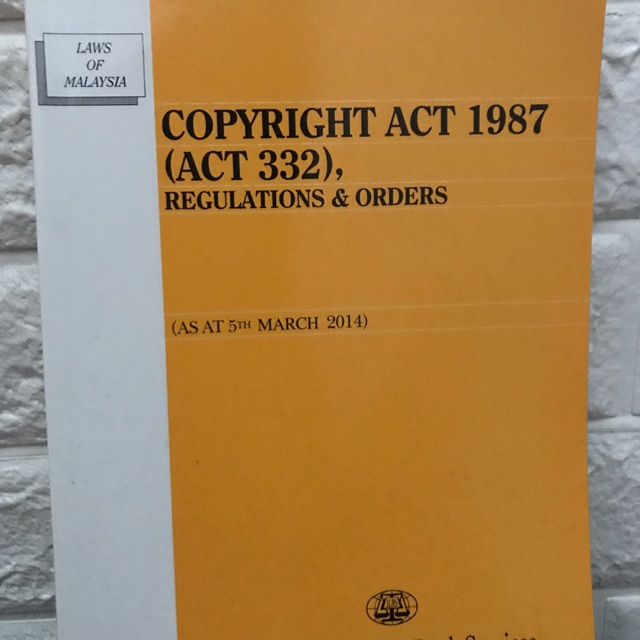 LAWS
OF
MALAYSIA
COPYRIGHT ACT 1987
(ACT 332),
REGULATIONS & ORDERS
(AS AT 5TH MARCH 2014)